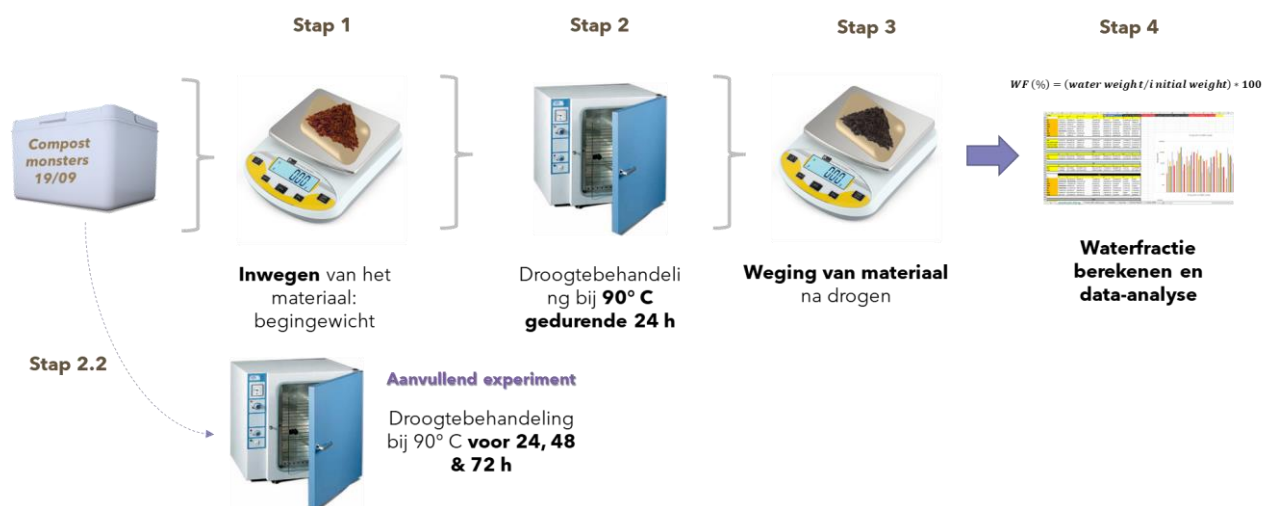 Stap 1
Stap 2
Stap 3
Stap 4
Compost
monsters
19/09
WF (%) = (water weight/i nitial weight) * 100
Inwegen van het
materiaal:
begingewicht
Droogtebehandeli
ng bij 90° C
gedurende 24 h
Weging van materiaal
na drogen
Waterfractie
berekenen en
data-analyse
Stap 2.2
Aanvullend experiment
Droogtebehandeling
bij 90° C voor 24, 48
& 72 h